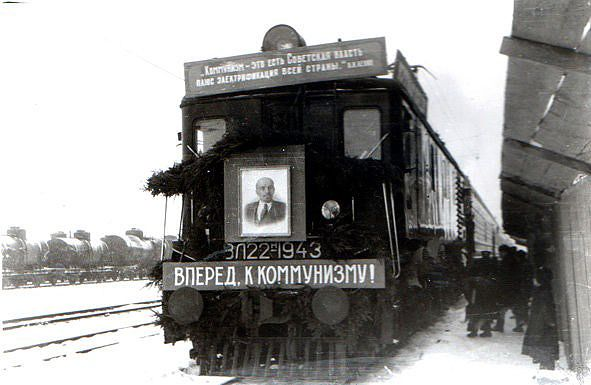 „Коммунизм – это есть Советская власть
плюс электрификация всей страны.“ В.И.Ленин
ВЛ22М-1943
ВПЕРЕД, К КОММУНИЗМУ!